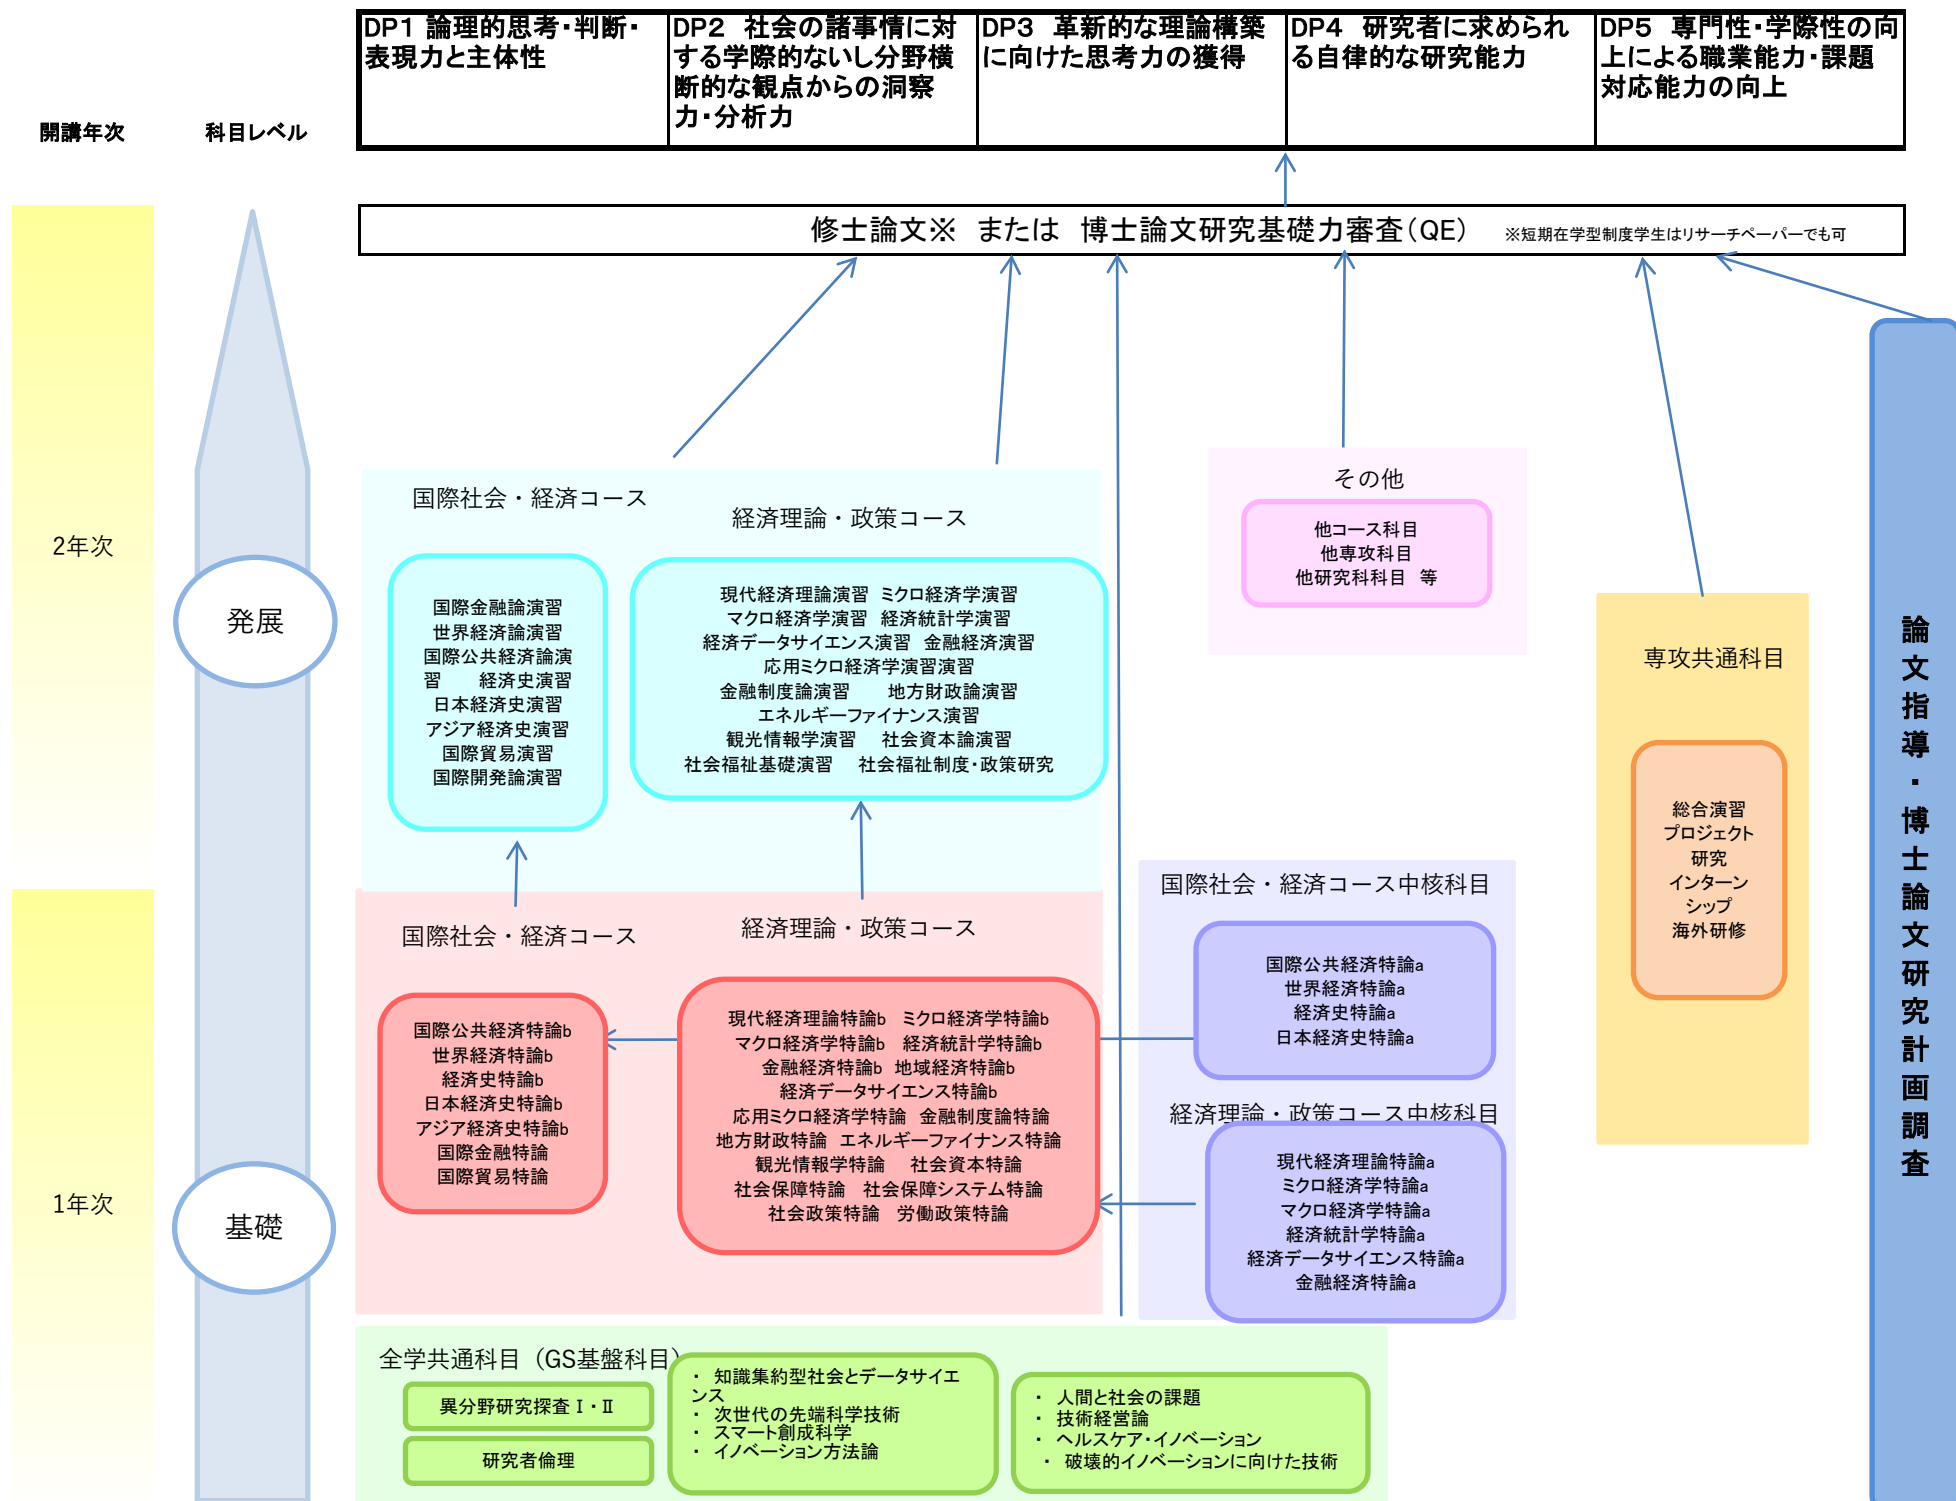 DP1 論理的思考・判断・
表現力と主体性
DP2　社会の諸事情に対
する学際的ないし分野横
断的な観点からの洞察
力・分析力
DP3　革新的な理論構築
に向けた思考力の獲得
DP4　研究者に求められ
る自律的な研究能力
DP5　専門性・学際性の向
上による職業能力・課題
対応能力の向上
開講年次
科目レベル
修士論文※　または　博士論文研究基礎力審査（QE）　※短期在学型制度学生はリサーチペーパーでも可
2年次
発展
国際社会・経済コース
国際金融論演習
世界経済論演習
国際公共経済論演
習　　経済史演習
日本経済史演習
アジア経済史演習
国際貿易演習
国際開発論演習
経済理論・政策コース
現代経済理論演習　ミクロ経済学演習
マクロ経済学演習　経済統計学演習
経済データサイエンス演習　金融経済演習
応用ミクロ経済学演習演習
金融制度論演習　　地方財政論演習
エネルギーファイナンス演習
観光情報学演習　社会資本論演習
社会福祉基礎演習　社会福祉制度・政策研究
その他
他コース科目
他専攻科目
他研究科科目　等
専攻共通科目
総合演習
プロジェクト
研究
インターン
シップ
海外研修
論文指導・博士論文研究計画調査
1年次
基礎
国際社会・経済コース
国際公共経済特論b
世界経済特論b
経済史特論b
日本経済史特論b
アジア経済史特論b
国際金融特論
国際貿易特論
経済理論・政策コース
現代経済理論特論b　ミクロ経済学特論b
マクロ経済学特論b　経済統計学特論b
金融経済特論b　地域経済特論b
経済データサイエンス特論b
応用ミクロ経済学特論　金融制度論特論
地方財政特論　エネルギーファイナンス特論
観光情報学特論　社会資本特論
社会保障特論　社会保障システム特論
社会政策特論　労働政策特論
国際社会・経済コース中核科目
国際公共経済特論a
世界経済特論a
経済史特論a
日本経済史特論a
経済理論・政策コース中核科目
現代経済理論特論a
ミクロ経済学特論a
マクロ経済学特論a
経済統計学特論a
経済データサイエンス特論a
金融経済特論a
全学共通科目（GS基盤科目）
異分野研究探査Ⅰ・Ⅱ
研究者倫理
・ 知識集約型社会とデータサイエ
ンス
・ 次世代の先端科学技術
・ スマート創成科学
・ イノベーション方法論
・ 人間と社会の課題
・ 技術経営論
・ ヘルスケア・イノベーション
・ 破壊的イノベーションに向けた技術